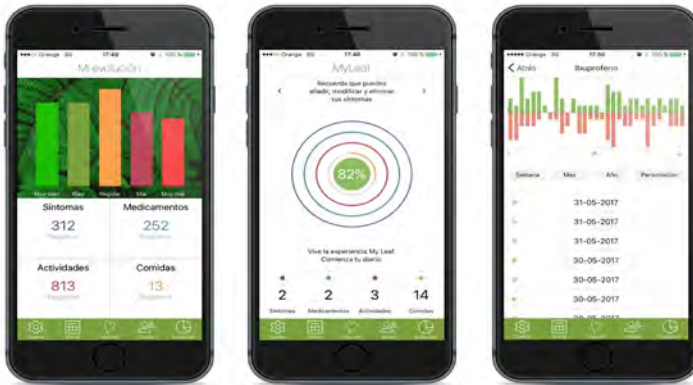 Orange 3G 17:48 100 %
Mi evolución
Muy bien Bien Regular Mal Muy mal
Síntomas Medicamentos
312 252
Registros Registros
Actividades Comidas
813 13
Registros Registros
Orange 3G 17:48 100 %
MyLeaf
Recuerda que puedes
añadir, modificar y eliminar
tus síntomas
82%
Vive la experiencia My Leaf.
Comienza tu diario
2 2 3 14
Síntomas Medicamentos Actividades Comidas
Orange 3G 17:50 100 %
Atrás Ibuprofeno
Semana Mes Año Personalizar
31-05-2017
31-05-2017
31-05-2017
30-05-2017
30-05-2017
30-05-2017